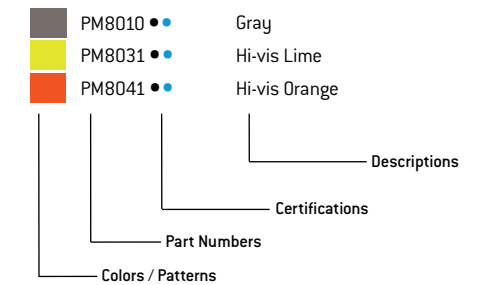 PM8010 ●● Gray
PM8031 ●● Hi-vis Lime
PM8041 ●● Hi-vis Orange
Descriptions
Certifications
Part Numbers
Colors / Patterns